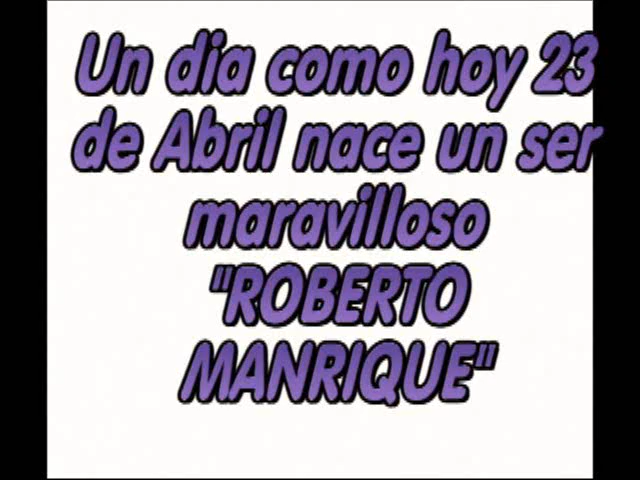 Un dia como hoy 23
de Abril nace un ser
maravilloso
"ROBERTO
MANRIQUE"